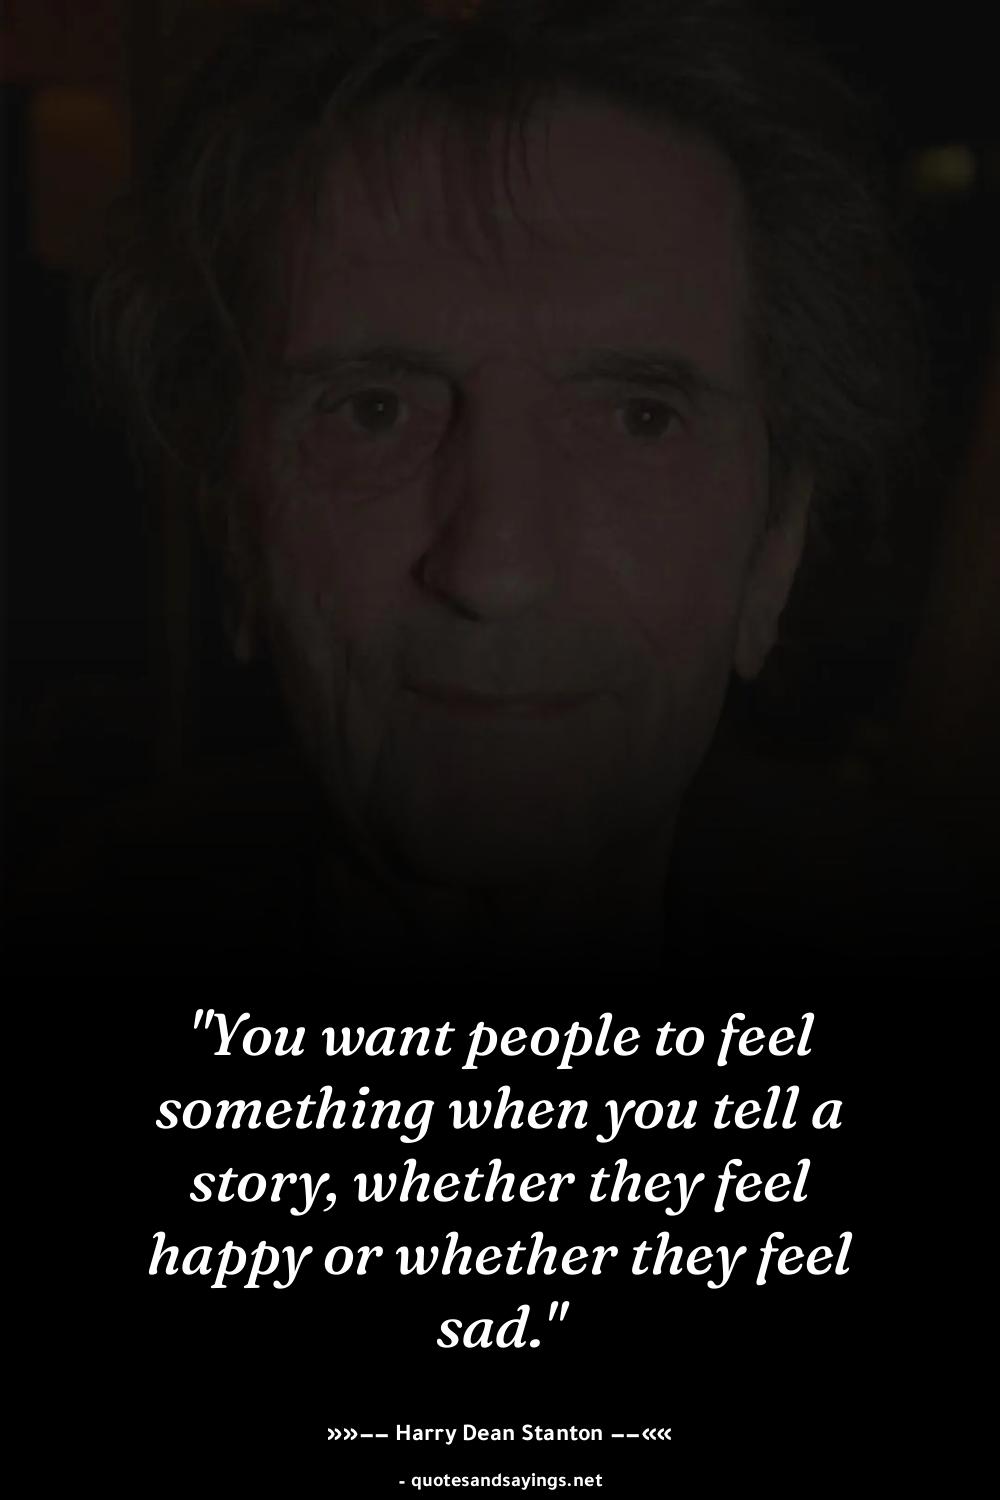 "You want people to feel
something when you tell a
story, whether they feel
happy or whether they feel
sad."
»»—— Harry Dean Stanton ——««
- quotesandsayings.net